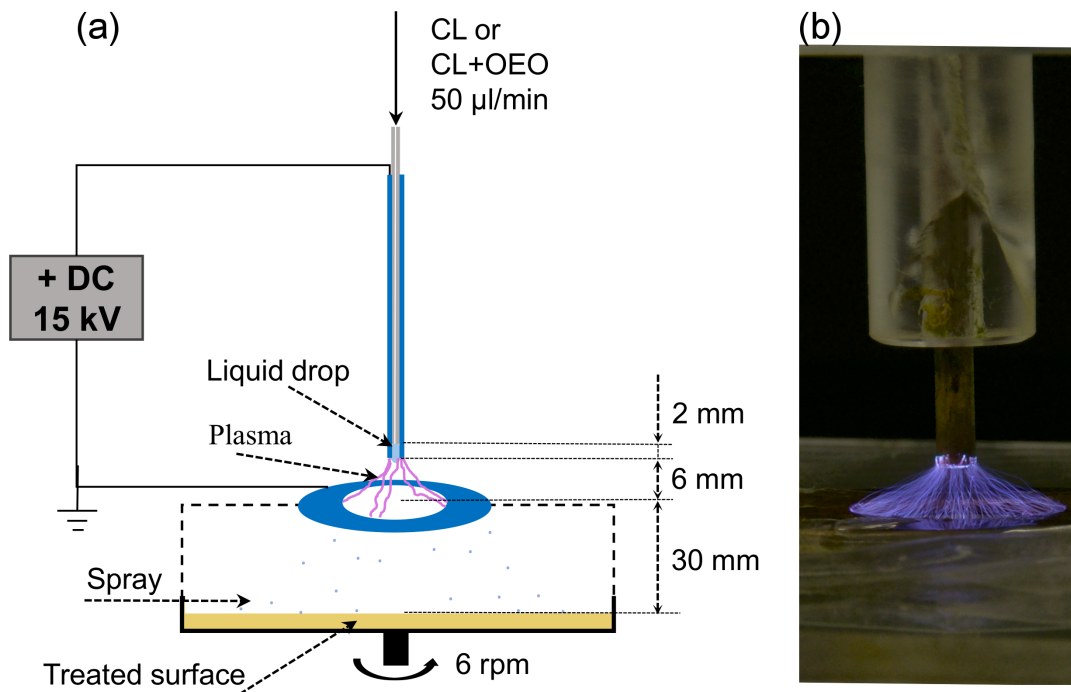 (a)
CL or
CL+OEO
50 µl/min
+ DC
15 kV
Liquid drop
Plasma
2 mm
6 mm
30 mm
Spray
Treated surface
6 rpm
(b)